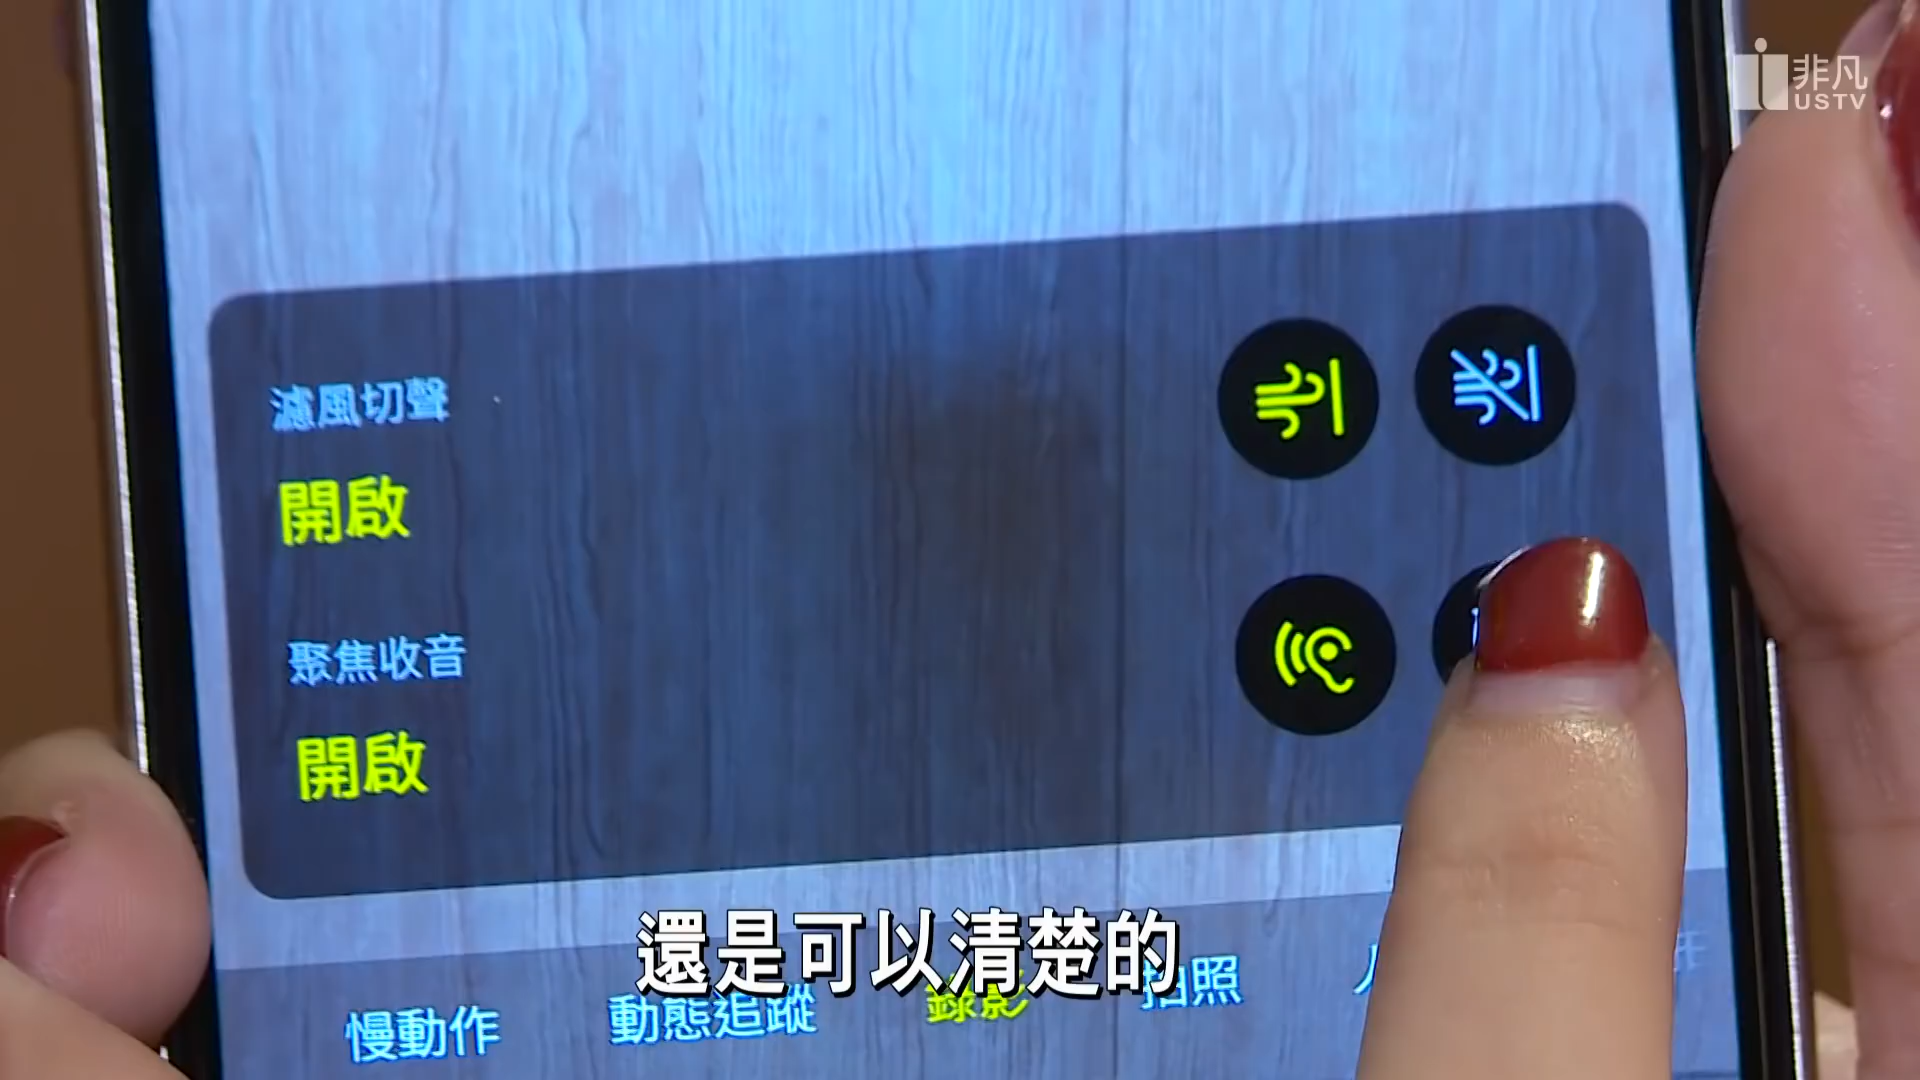 非凡
USTV
濾風切聲
開啟
聚焦收音
開啟
還是可以清楚的
慢動作
動態追蹤
錄影
拍照